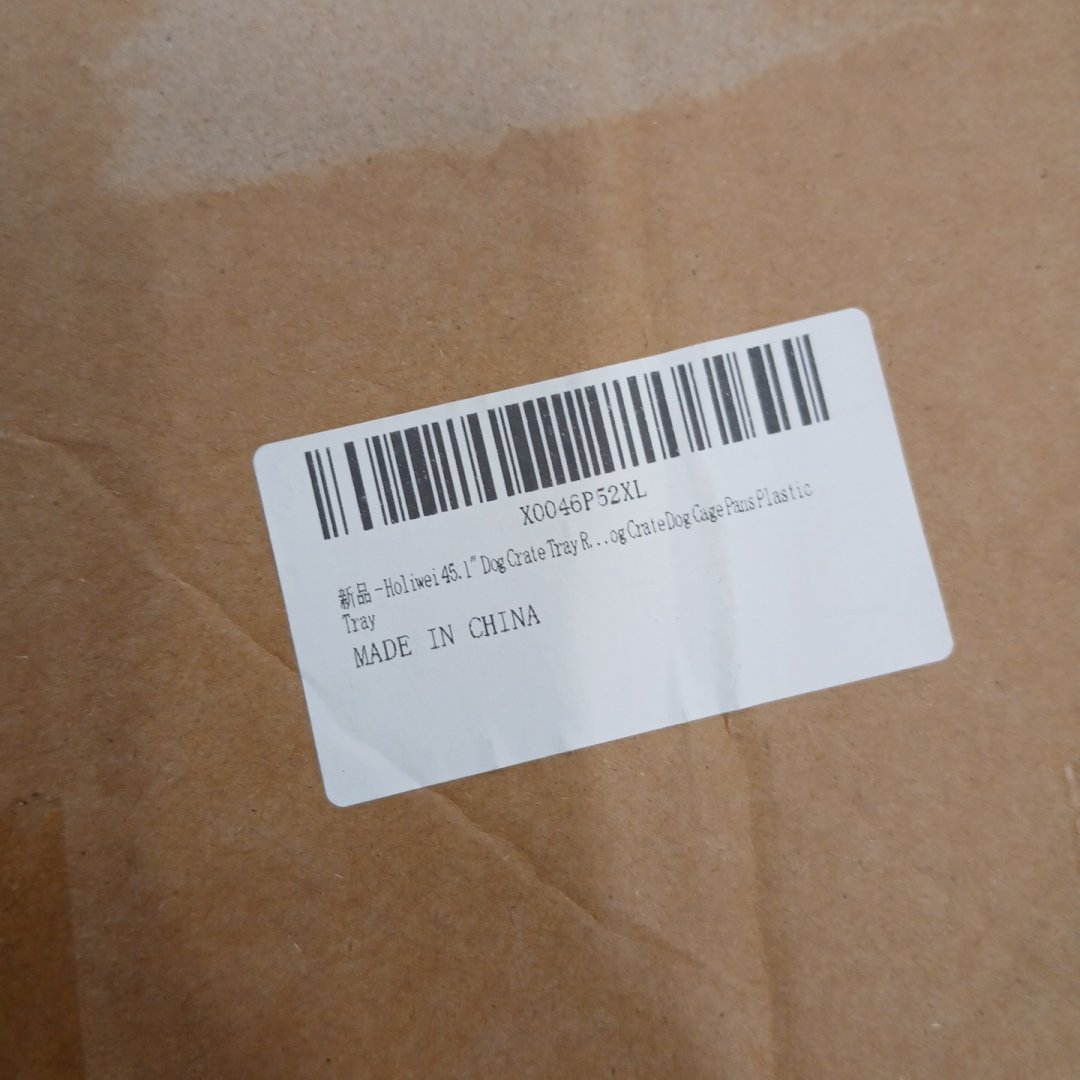 X0046P52XL
新品 -Holiwei 45.1" Dog Crate Tray R...og Crate Dog Cage Pans Plastic
Tray
MADE IN CHINA